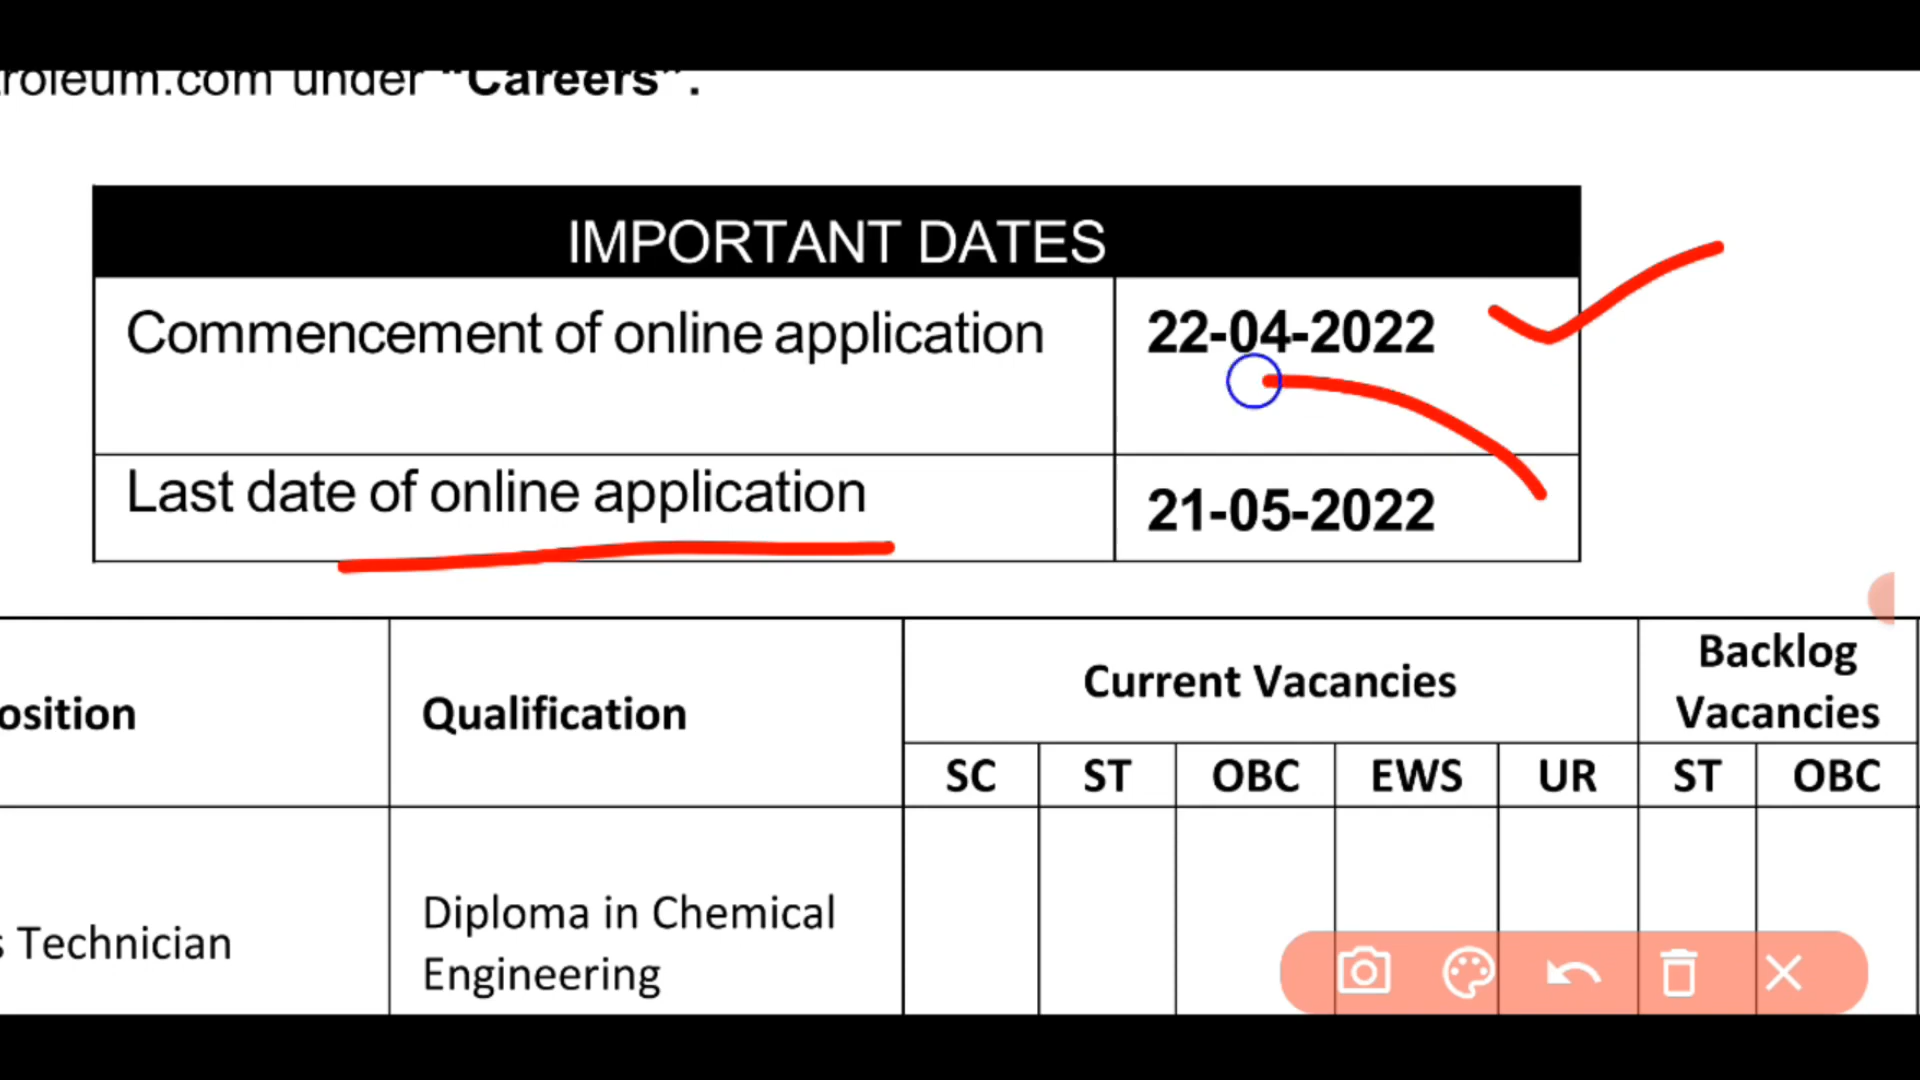 under "Careers".
IMPORTANT DATES
Commencement of online application 22-04-2022
Last date of online application 21-05-2022
Qualification Current Vacancies Backlog Vacancies
SC ST OBC EWS UR ST OBC
Technician Diploma in Chemical
Engineering